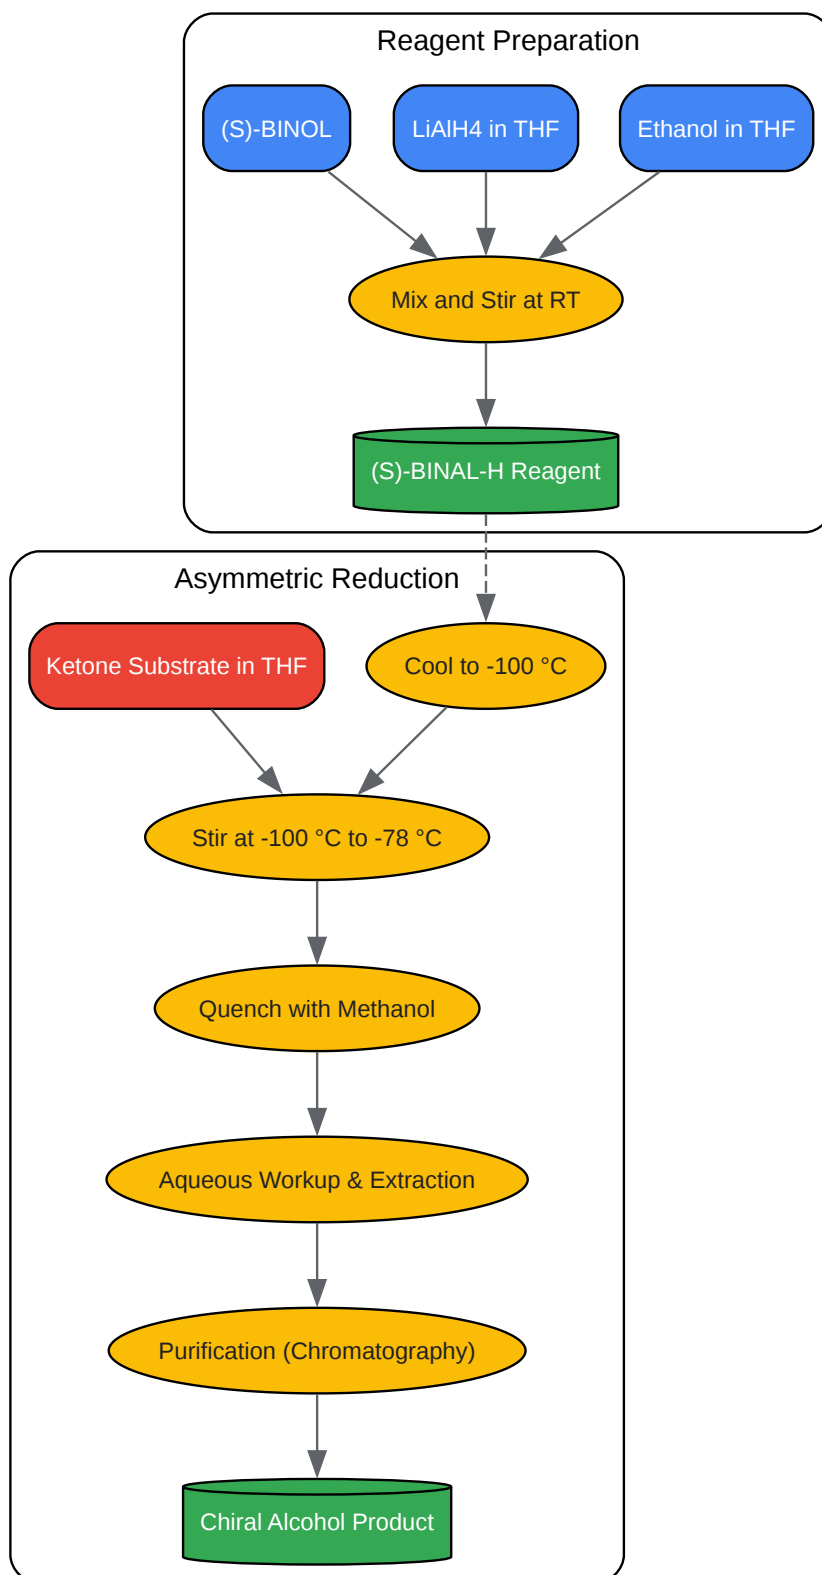 Reagent Preparation
(S)-BINOL
LiAlH4 in THF
Ethanol in THF
Mix and Stir at RT
(S)-BINAL-H Reagent
Asymmetric Reduction
Ketone Substrate in THF
Cool to -100 °C
Stir at -100 °C to -78 °C
Quench with Methanol
Aqueous Workup & Extraction
Purification (Chromatography)
Chiral Alcohol Product